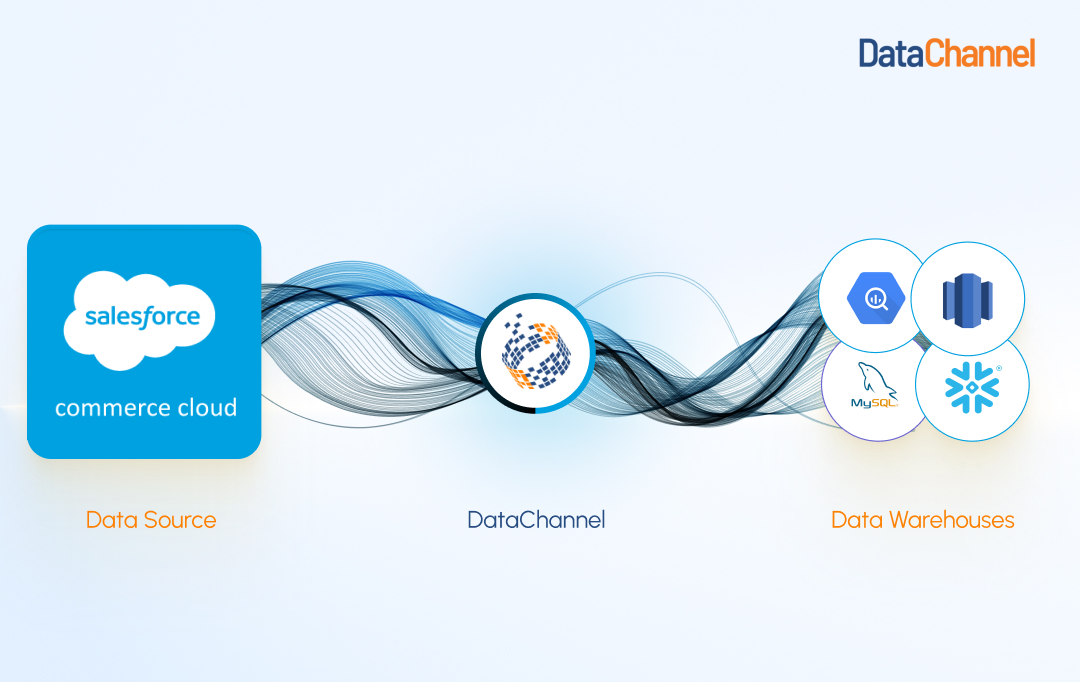 DataChannel
salesforce
commerce cloud
MySQL
®
Data Source
DataChannel
Data Warehouses